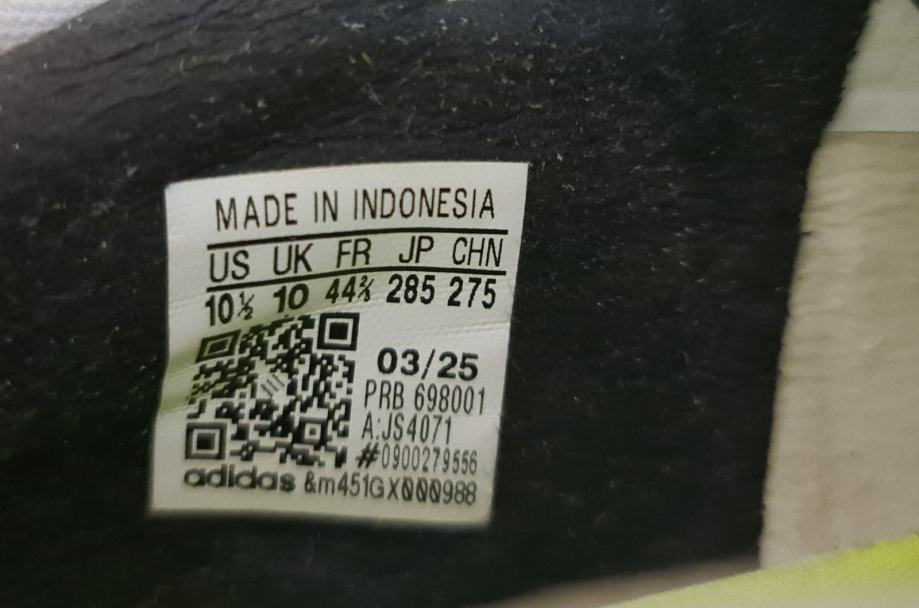 MADE IN INDONESIA
US UK FR JP CHN
10½ 10 44⅔ 285 275
03/25
PRB 698001
A:JS4071
#0900279556
adidas &m451GX000988